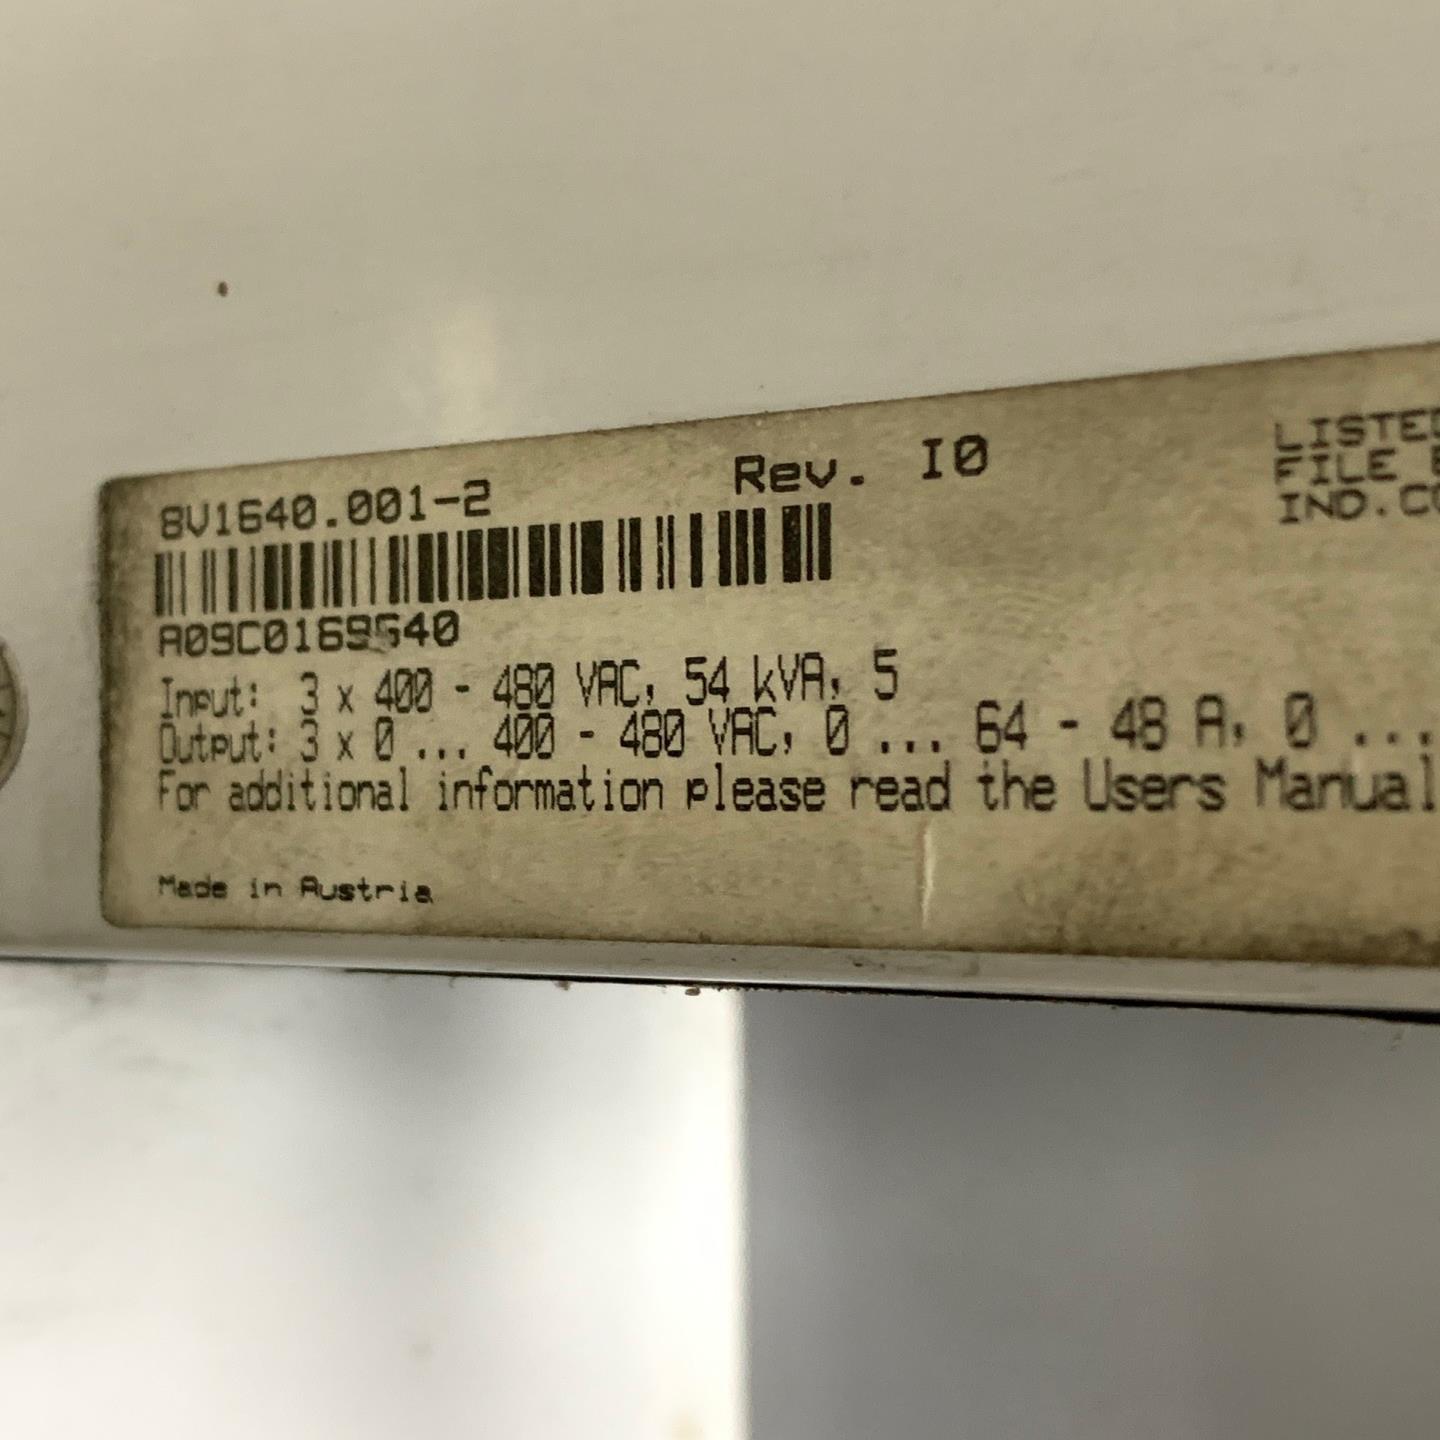 8V1640.001-2 Rev. I0
LISTED
FILE
IND.CO
Input: 3 x 400 - 480 VAC, 54 kVA, 5
Output: 3 x 0 ... 400 - 480 VAC, 0 ... 64 - 48 A, 0 ...
For additional information please read the Users Manual
Made in Austria